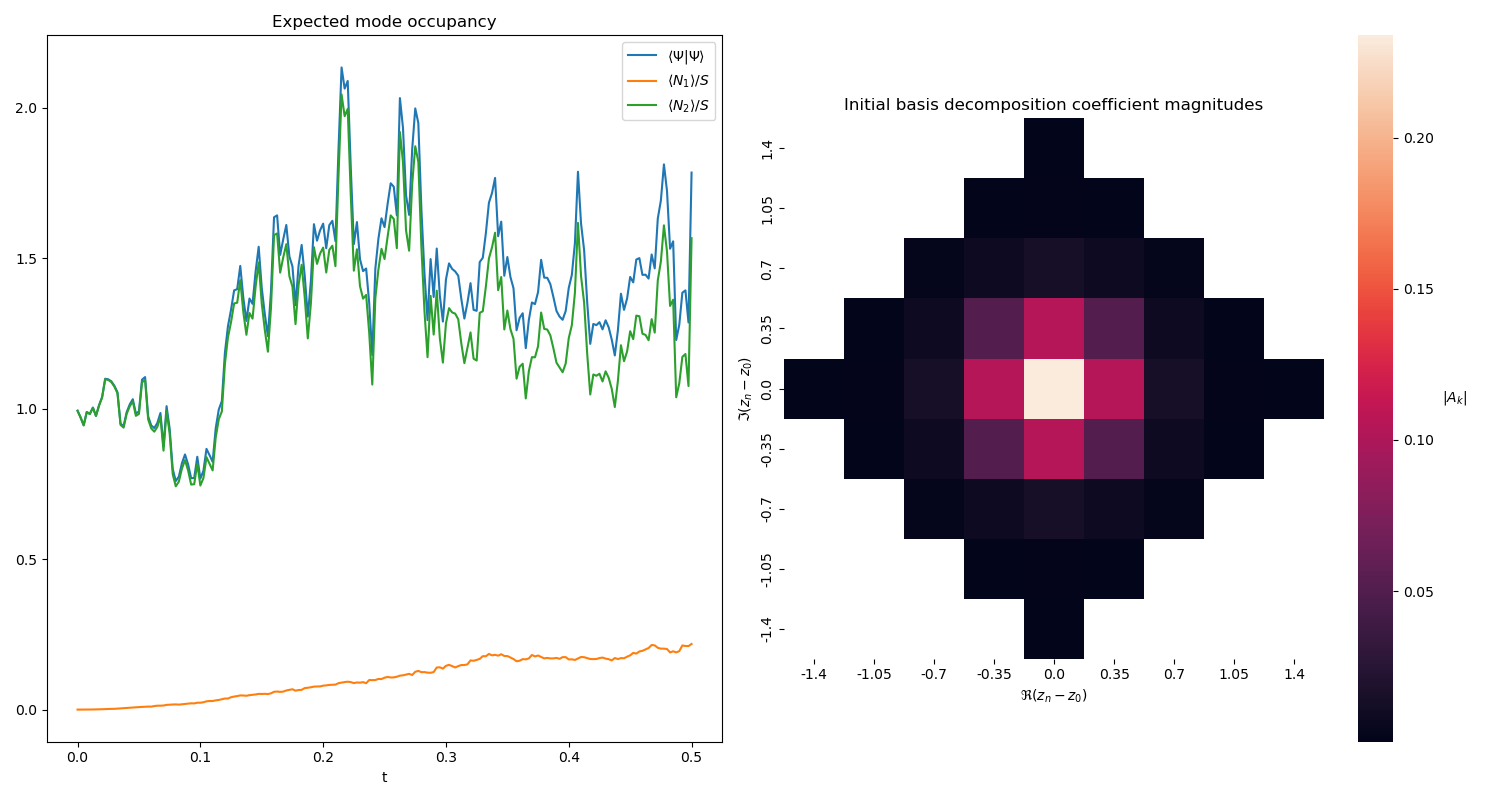 Expected mode occupancy
⟨Ψ|Ψ⟩
⟨N₁⟩/S
⟨N₂⟩/S
2.0
1.5
1.0
0.5
0.0
0.0 0.1 0.2 0.3 0.4 0.5
t
Initial basis decomposition coefficient magnitudes
1.4
1.05
0.7
0.35
0.0
-0.35
-0.7
-1.05
-1.4
ℑ(zₙ − z₀)
-1.4 -1.05 -0.7 -0.35 0.0 0.35 0.7 1.05 1.4
ℜ(zₙ − z₀)
0.20
0.15
0.10
0.05
|Aₖ|